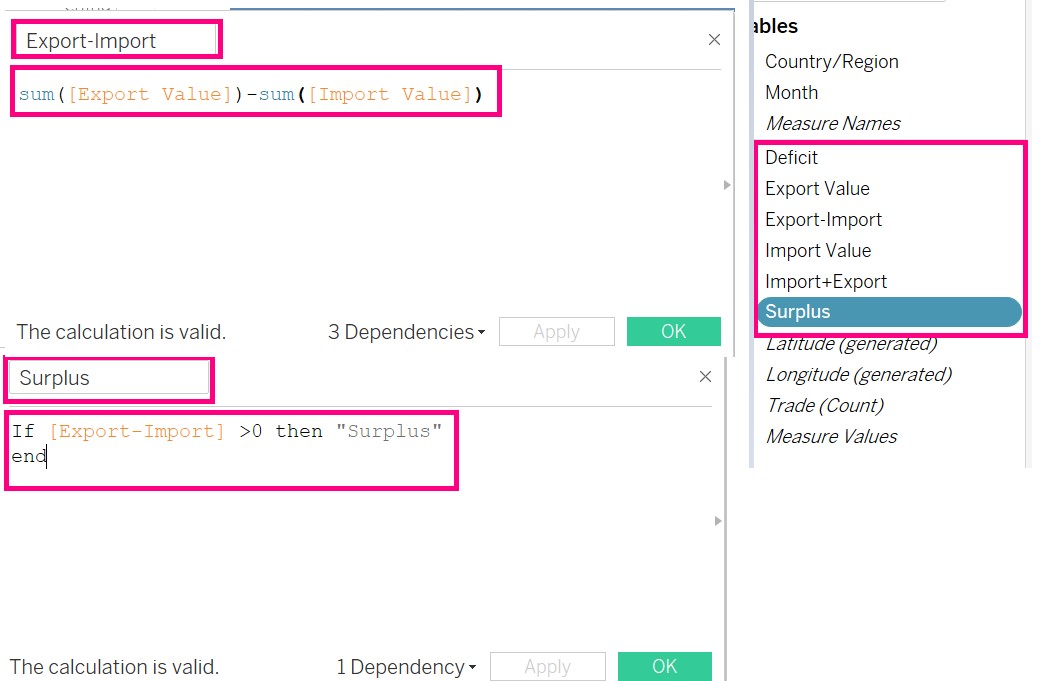 Export-Import
sum([Export Value])-sum([Import Value])
The calculation is valid.
3 Dependencies
Apply
OK
Surplus
If [Export-Import] >0 then "Surplus"
end
The calculation is valid.
1 Dependency
Apply
OK
ables
Country/Region
Month
Measure Names
Deficit
Export Value
Export-Import
Import Value
Import+Export
Surplus
Latitude (generated)
Longitude (generated)
Trade (Count)
Measure Values